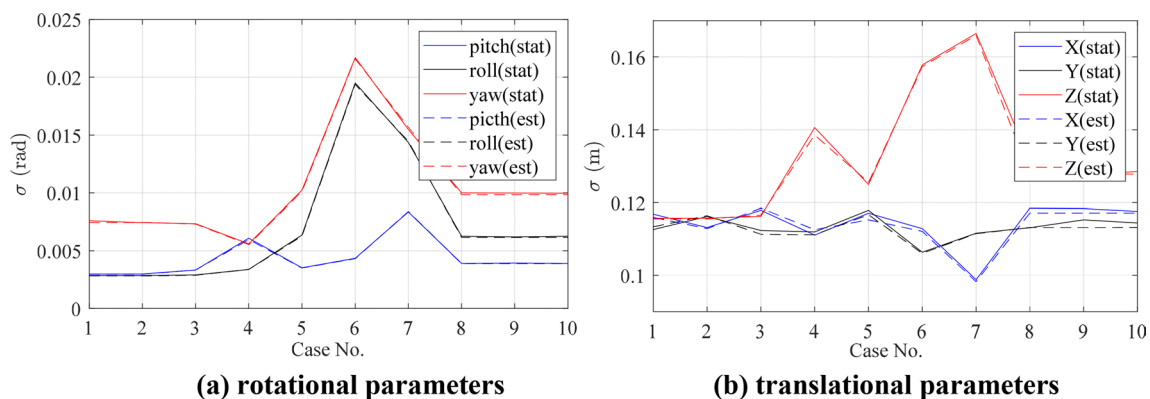 0.025
0.02
0.015
0.01
0.005
0
σ (rad)
1 2 3 4 5 6 7 8 9 10
Case No.
pitch(stat)
roll(stat)
yaw(stat)
picth(est)
roll(est)
yaw(est)
(a) rotational parameters
0.16
0.14
0.12
0.1
σ (m)
1 2 3 4 5 6 7 8 9 10
Case No.
X(stat)
Y(stat)
Z(stat)
X(est)
Y(est)
Z(est)
(b) translational parameters